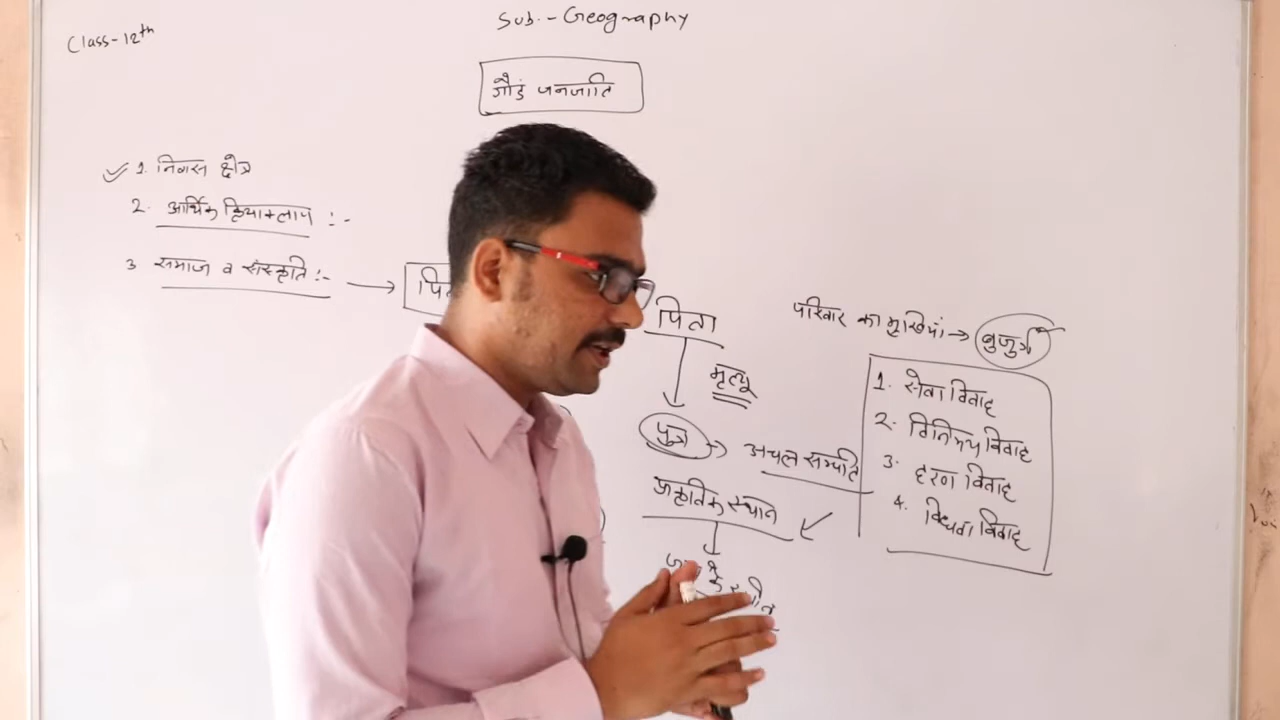 Class-12th
Sub.-Geography
गौंड जनजाति
1. निवास क्षेत्र
2. आर्थिक क्रियाकलाप :-
3 समाज व संस्कृति :-
पिता
मृत्यू
पुत्र → अचल सम्पति
प्राकृतिक स्थान
परिवार का मुखियां → बुजुर्ग
1. सेवा विवाह
2. विनिमय विवाह
3. हरण विवाह
4. विधवा विवाह